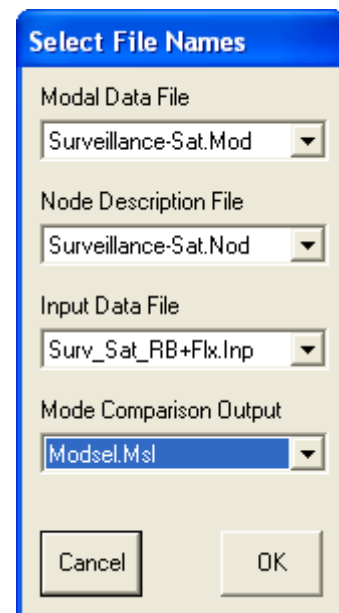 Select File Names
Modal Data File
Surveillance-Sat.Mod
Node Description File
Surveillance-Sat.Nod
Input Data File
Surv_Sat_RB+Flx.Inp
Mode Comparison Output
Modsel.Msl
Cancel OK